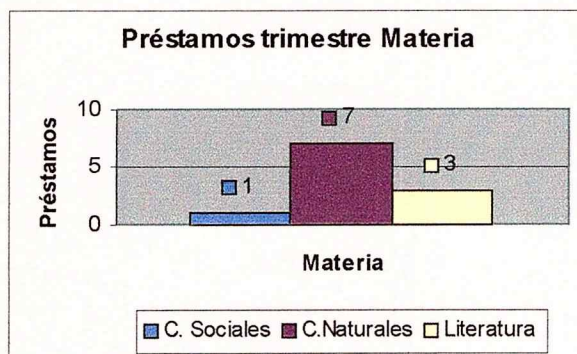 Préstamos trimestre Materia
Préstamos
10
5
0
1
7
3
Materia
C. Sociales C.Naturales Literatura